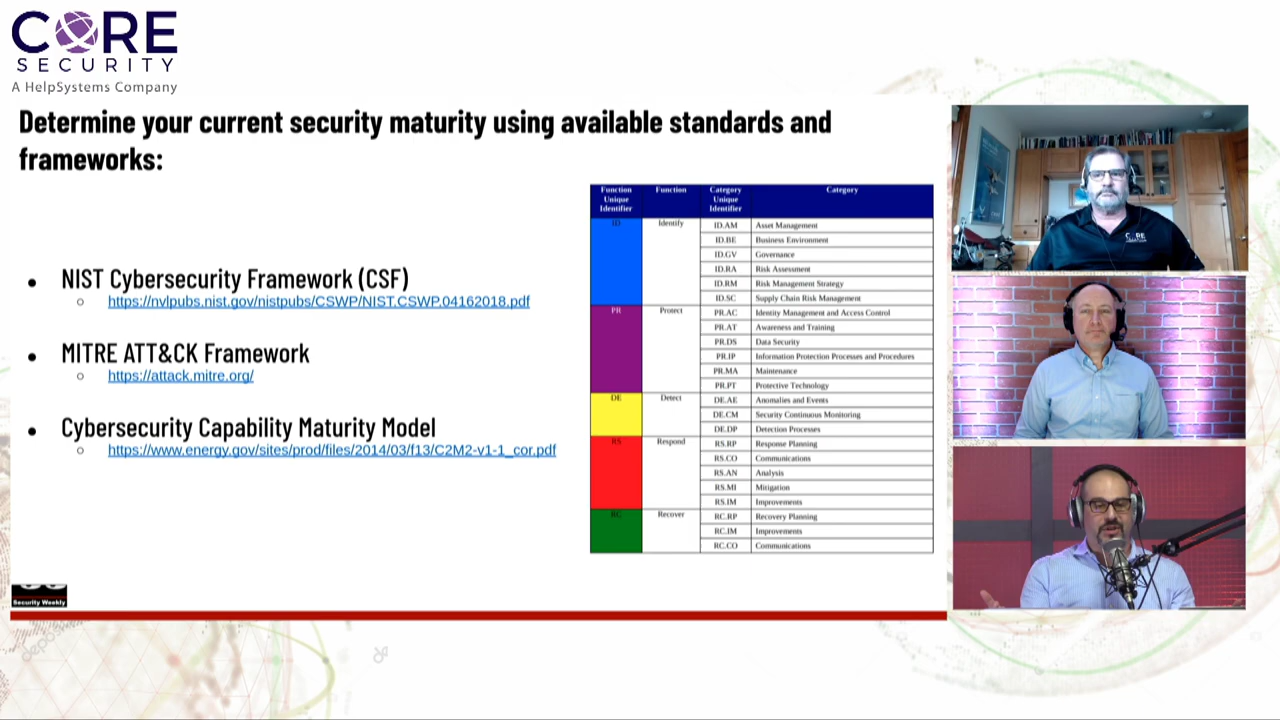 CORE
SECURITY
A HelpSystems Company
Determine your current security maturity using available standards and
frameworks:
• NIST Cybersecurity Framework (CSF)
○ https://nvlpubs.nist.gov/nistpubs/CSWP/NIST.CSWP.04162018.pdf
• MITRE ATT&CK Framework
○ https://attack.mitre.org/
• Cybersecurity Capability Maturity Model
○ https://www.energy.gov/sites/prod/files/2014/03/f13/C2M2-v1-1_cor.pdf
Function Unique Identifier Function Category Unique Identifier Category
ID Identify ID.AM Asset Management
ID.BE Business Environment
ID.GV Governance
ID.RA Risk Assessment
ID.RM Risk Management Strategy
ID.SC Supply Chain Risk Management
PR Protect PR.AC Identity Management and Access Control
PR.AT Awareness and Training
PR.DS Data Security
PR.IP Information Protection Processes and Procedures
PR.MA Maintenance
PR.PT Protective Technology
DE Detect DE.AE Anomalies and Events
DE.CM Security Continuous Monitoring
DE.DP Detection Processes
RS Respond RS.RP Response Planning
RS.CO Communications
RS.AN Analysis
RS.MI Mitigation
RS.IM Improvements
RC Recover RC.RP Recovery Planning
RC.IM Improvements
RC.CO Communications
CORE
Security Weekly